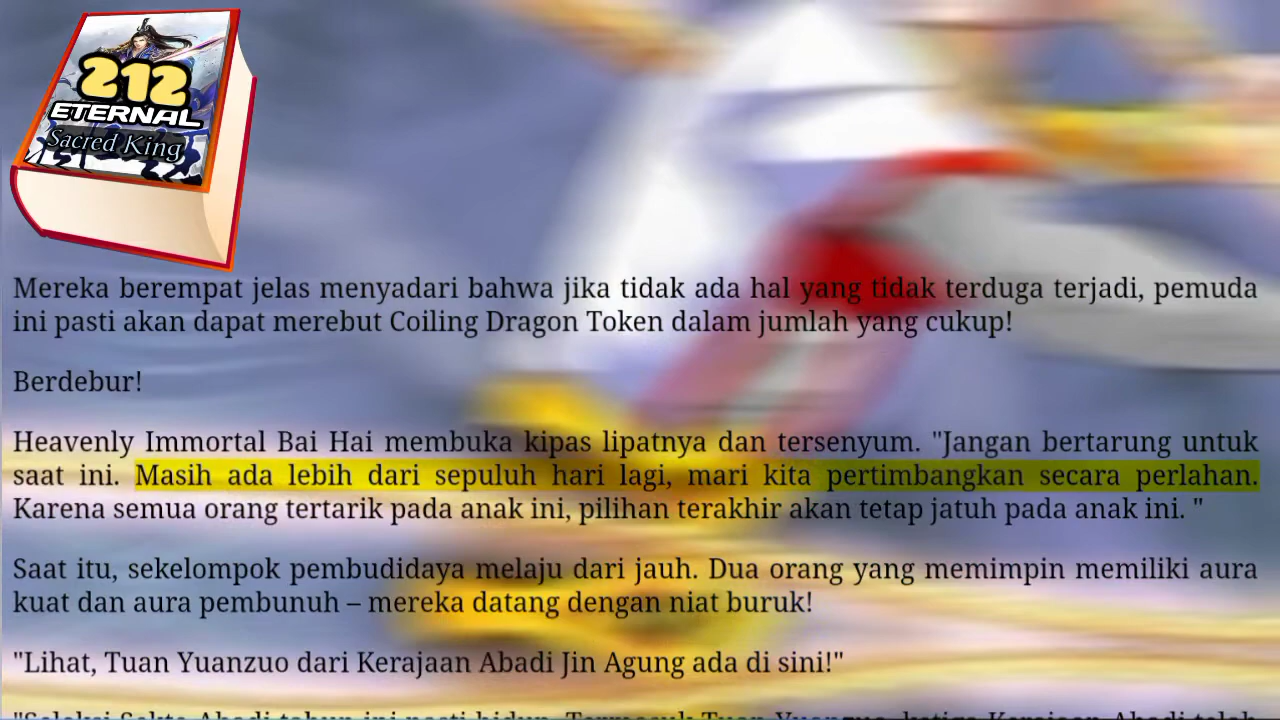 212
ETERNAL
Sacred King
Mereka berempat jelas menyadari bahwa jika tidak ada hal yang tidak terduga terjadi, pemuda
ini pasti akan dapat merebut Coiling Dragon Token dalam jumlah yang cukup!
Berdebur!
Heavenly Immortal Bai Hai membuka kipas lipatnya dan tersenyum. "Jangan bertarung untuk
saat ini. Masih ada lebih dari sepuluh hari lagi, mari kita pertimbangkan secara perlahan.
Karena semua orang tertarik pada anak ini, pilihan terakhir akan tetap jatuh pada anak ini. "
Saat itu, sekelompok pembudidaya melaju dari jauh. Dua orang yang memimpin memiliki aura
kuat dan aura pembunuh – mereka datang dengan niat buruk!
"Lihat, Tuan Yuanzuo dari Kerajaan Abadi Jin Agung ada di sini!"